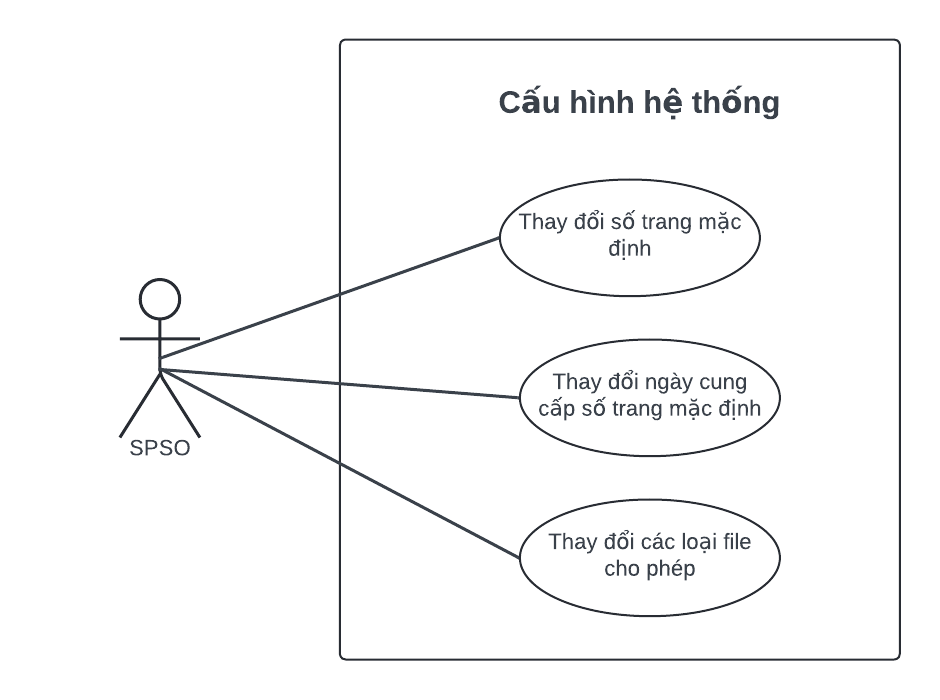 Cấu hình hệ thống
Thay đổi số trang mặc
định
Thay đổi ngày cung
cấp số trang mặc định
SPSO
Thay đổi các loại file
cho phép